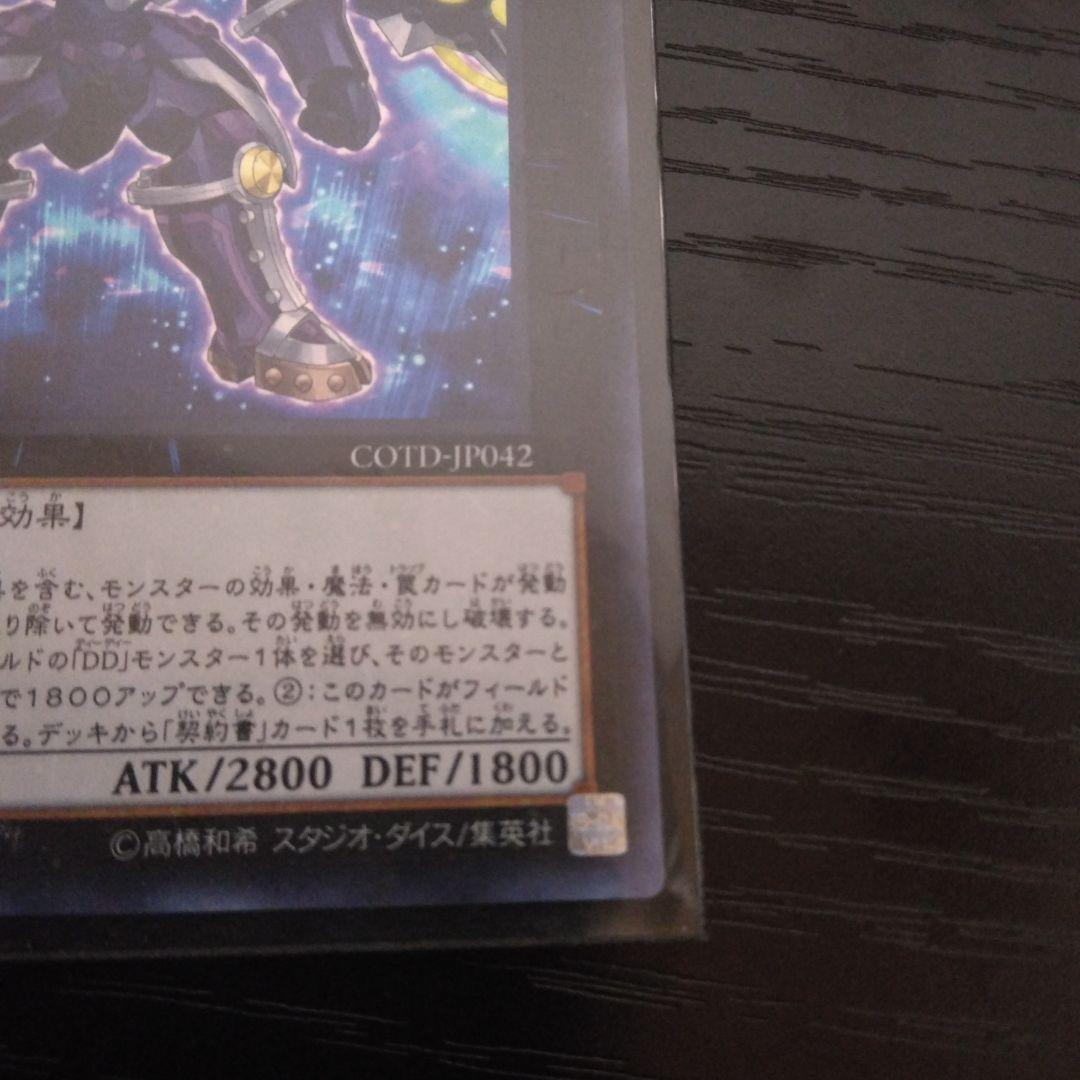 COTD-JP042
効果】
を含む、モンスターの効果・魔法・罠カードが発動
り除いて発動できる。その発動を無効にし破壊する。
ルドの「DD」モンスター1体を選び、そのモンスターと
で1800アップできる。②:このカードがフィールド
る。デッキから「契約書」カード1枚を手札に加える。
ATK/2800 DEF/1800
©高橋和希 スタジオ・ダイス/集英社